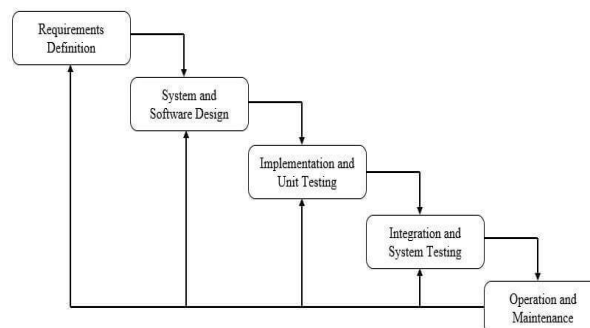 Requirements
Definition
System and
Software Design
Implementation and
Unit Testing
Integration and
System Testing
Operation and
Maintenance